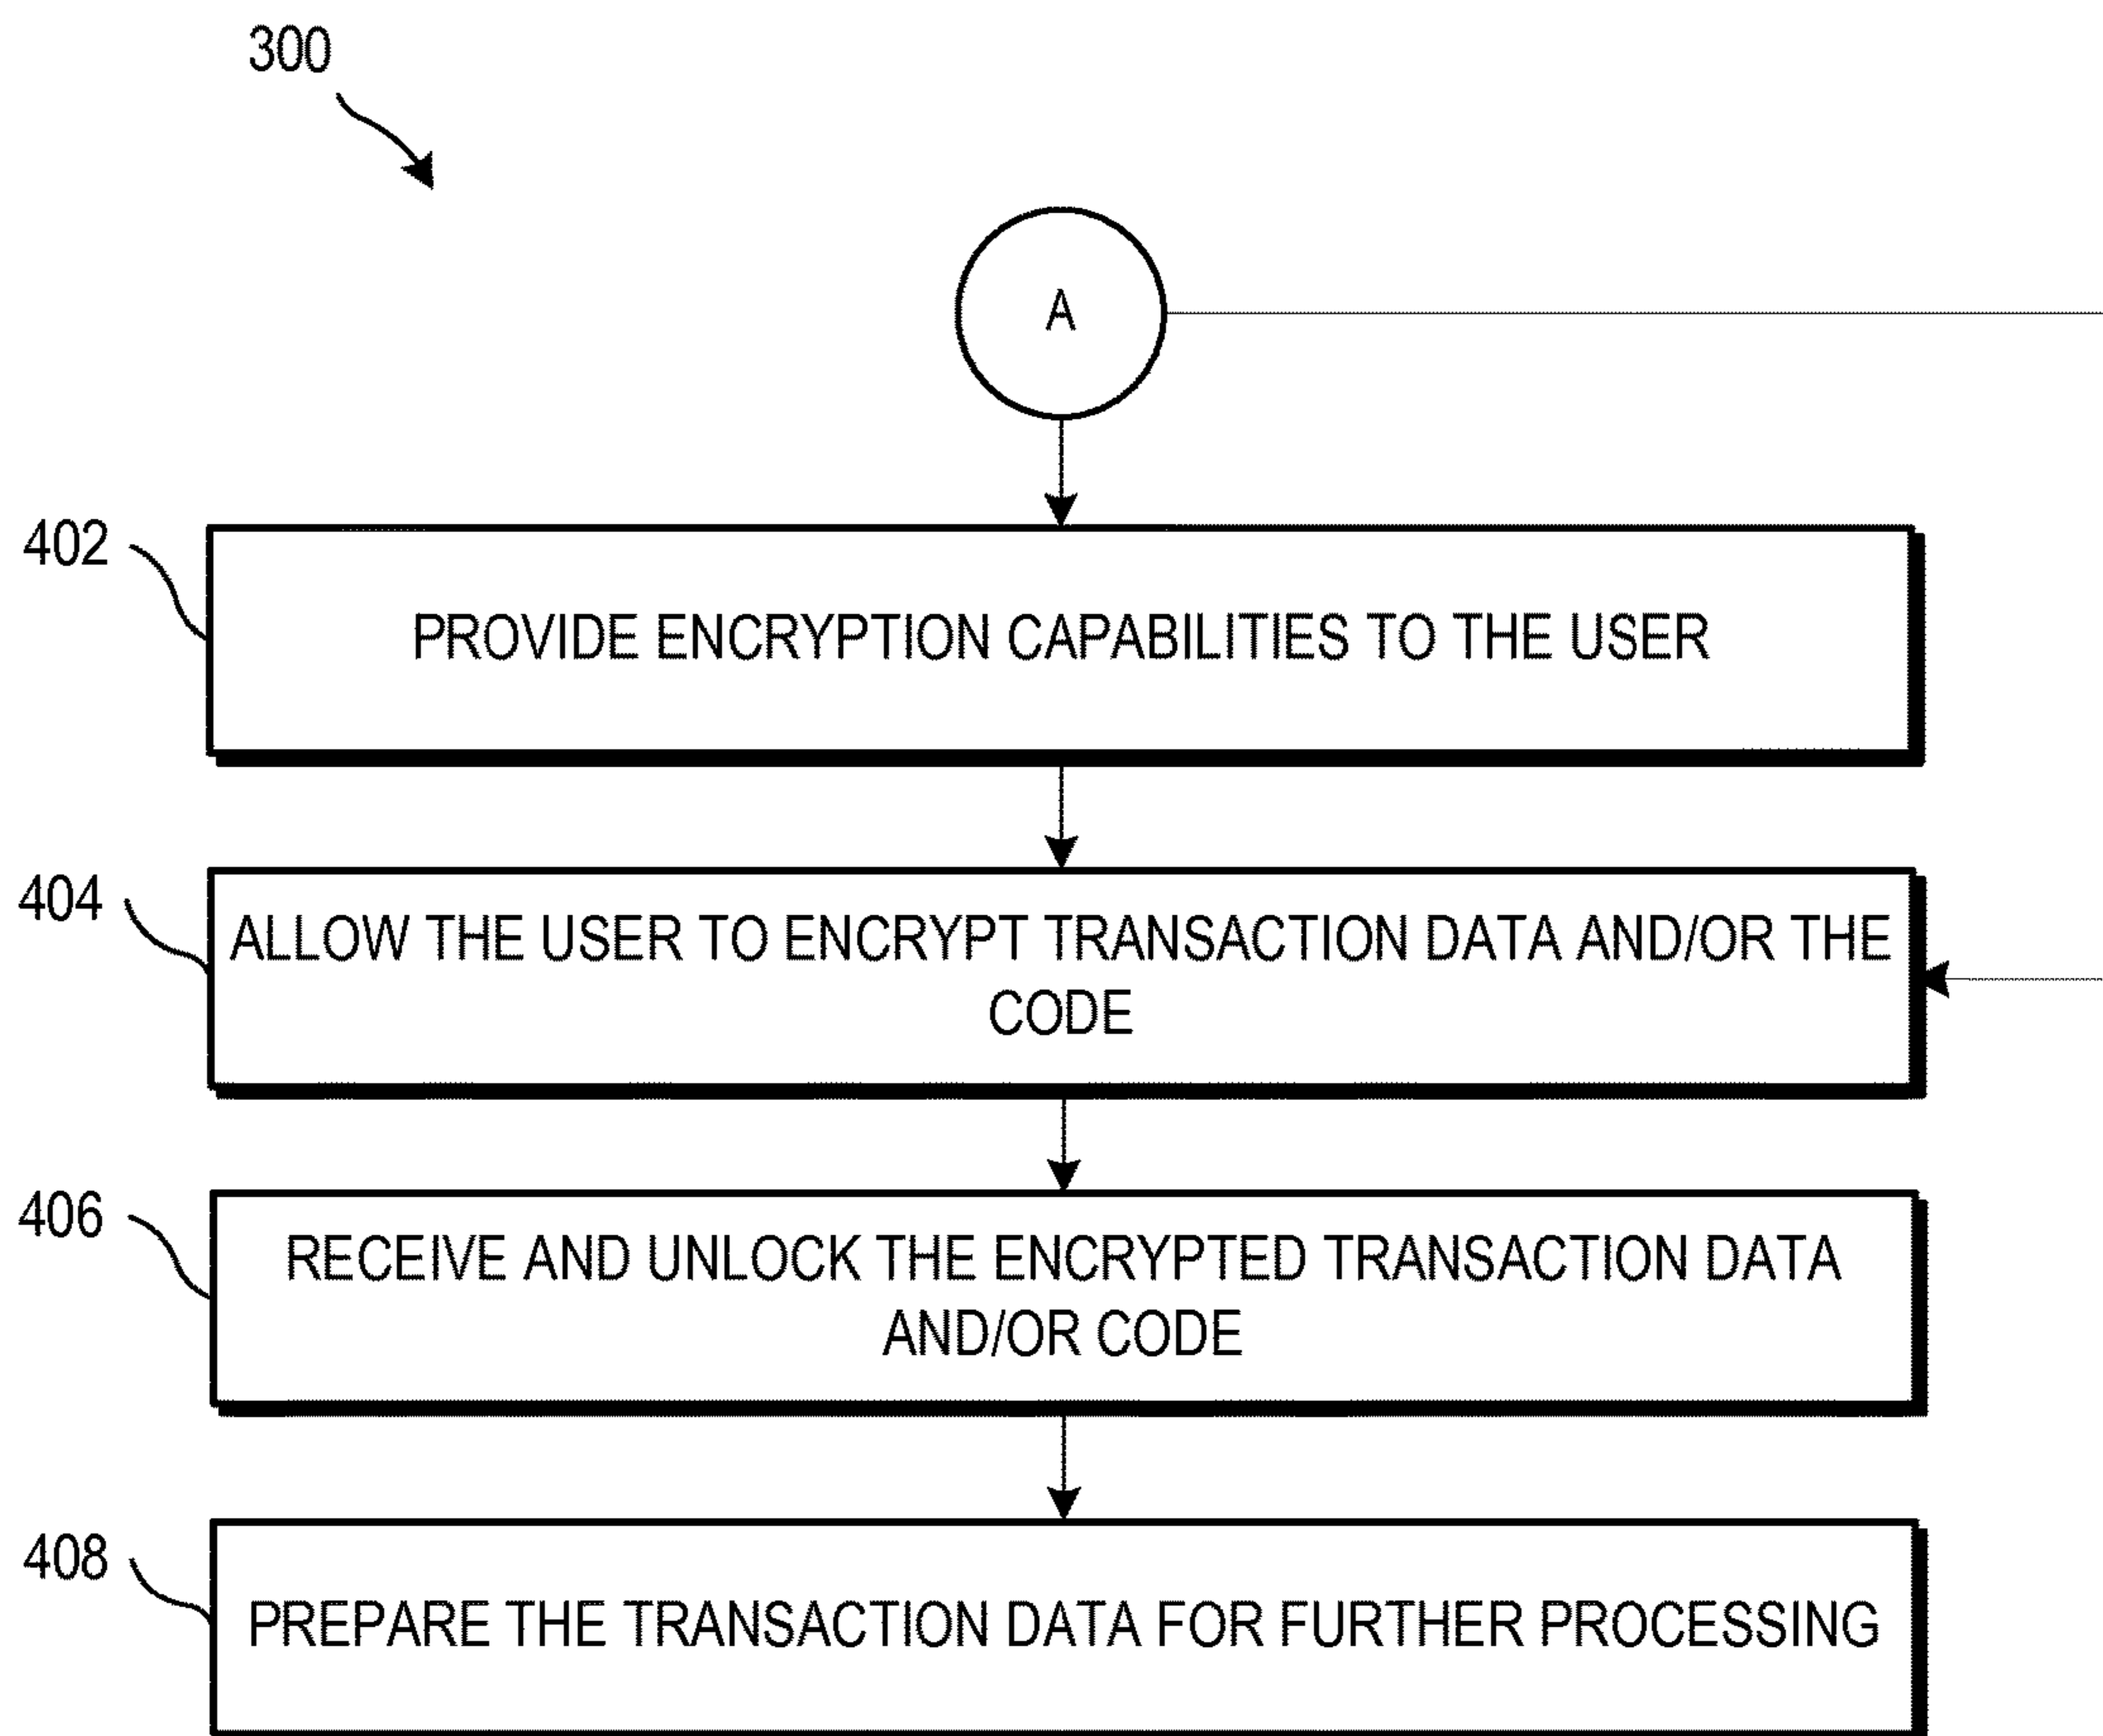 300
A
402
PROVIDE ENCRYPTION CAPABILITIES TO THE USER
404
ALLOW THE USER TO ENCRYPT TRANSACTION DATA AND/OR THE
CODE
406
RECEIVE AND UNLOCK THE ENCRYPTED TRANSACTION DATA
AND/OR CODE
408
PREPARE THE TRANSACTION DATA FOR FURTHER PROCESSING